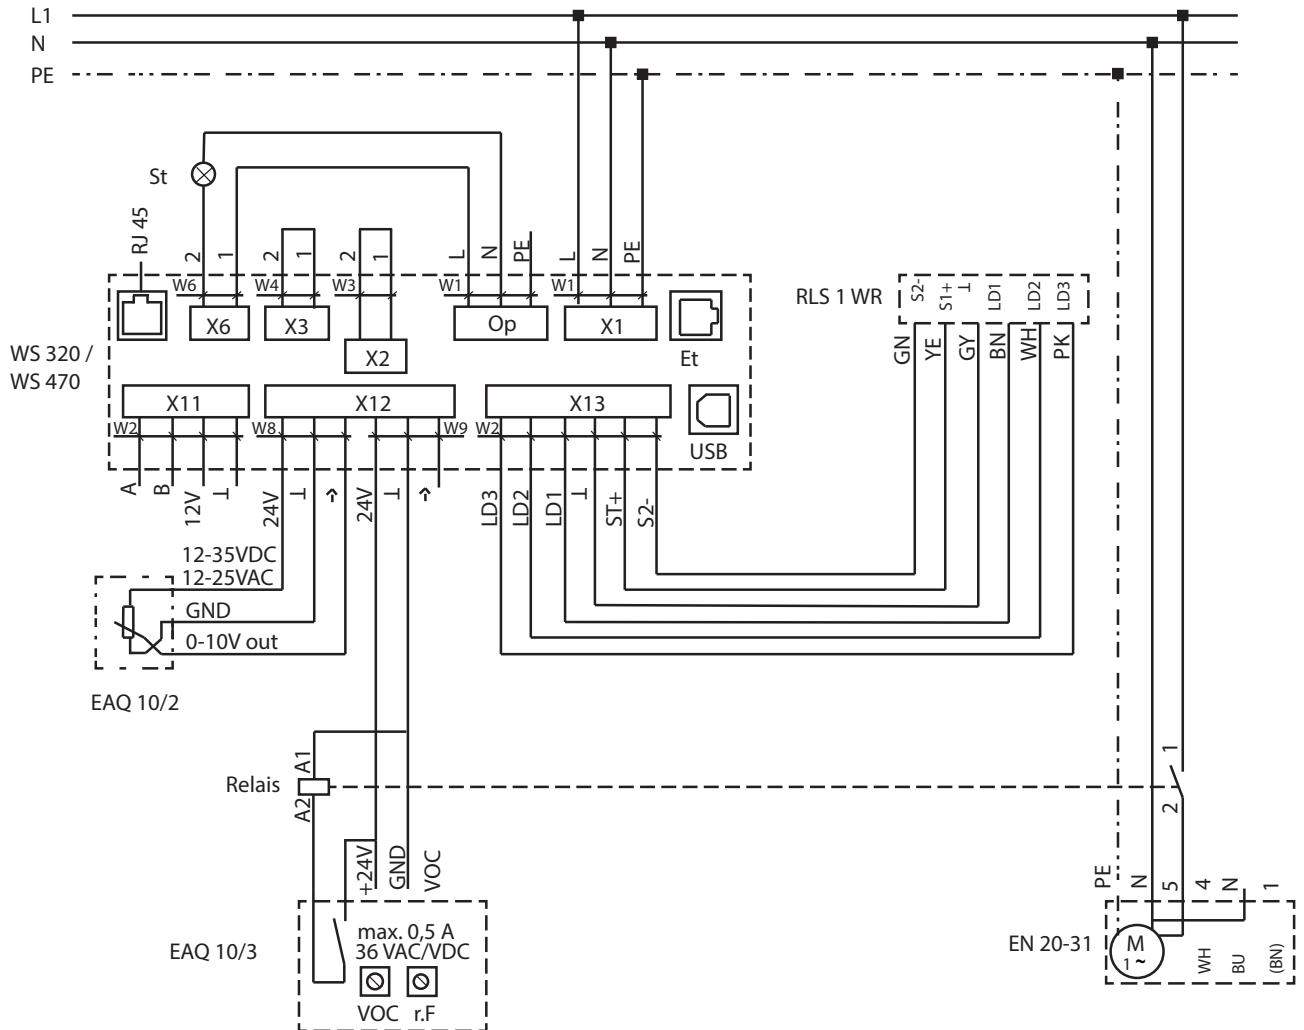 L1
N
PE
St
RJ 45
2 1 2 1 2 1 L N PE L N PE
W6 W4 W3 W1 W1
X6 X3 Op X1
X2 Et
WS 320 /
WS 470
X11 X12 X13
W2 W8 W9 W2
USB
A B 12V ⊥ 24V ⊥ 24V ⊥ LD3 LD2 LD1 ⊥ ST+ S2-
RLS 1 WR
S2- S1+ ⊥ LD1 LD2 LD3
GN YE GY BN WH PK
12-35VDC
12-25VAC
GND
0-10V out
EAQ 10/2
A1
Relais
A2
1
2
+24V GND VOC
EAQ 10/3
max. 0,5 A
36 VAC/VDC
VOC r.F
PE N 5 4 N 1
EN 20-31
M
1 ~
WH BU (BN)